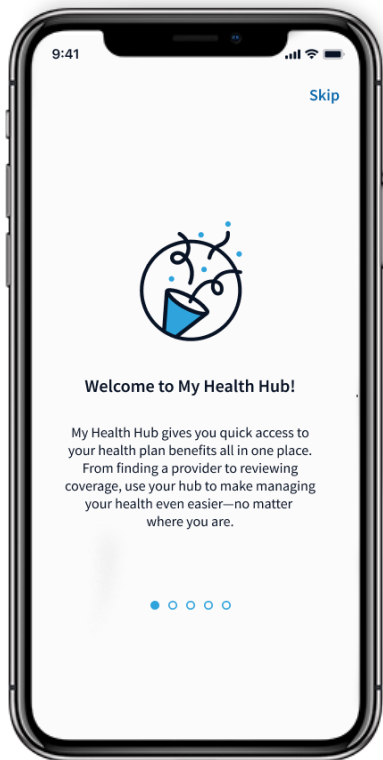 9:41
Skip
Welcome to My Health Hub!
My Health Hub gives you quick access to
your health plan benefits all in one place.
From finding a provider to reviewing
coverage, use your hub to make managing
your health even easier—no matter
where you are.